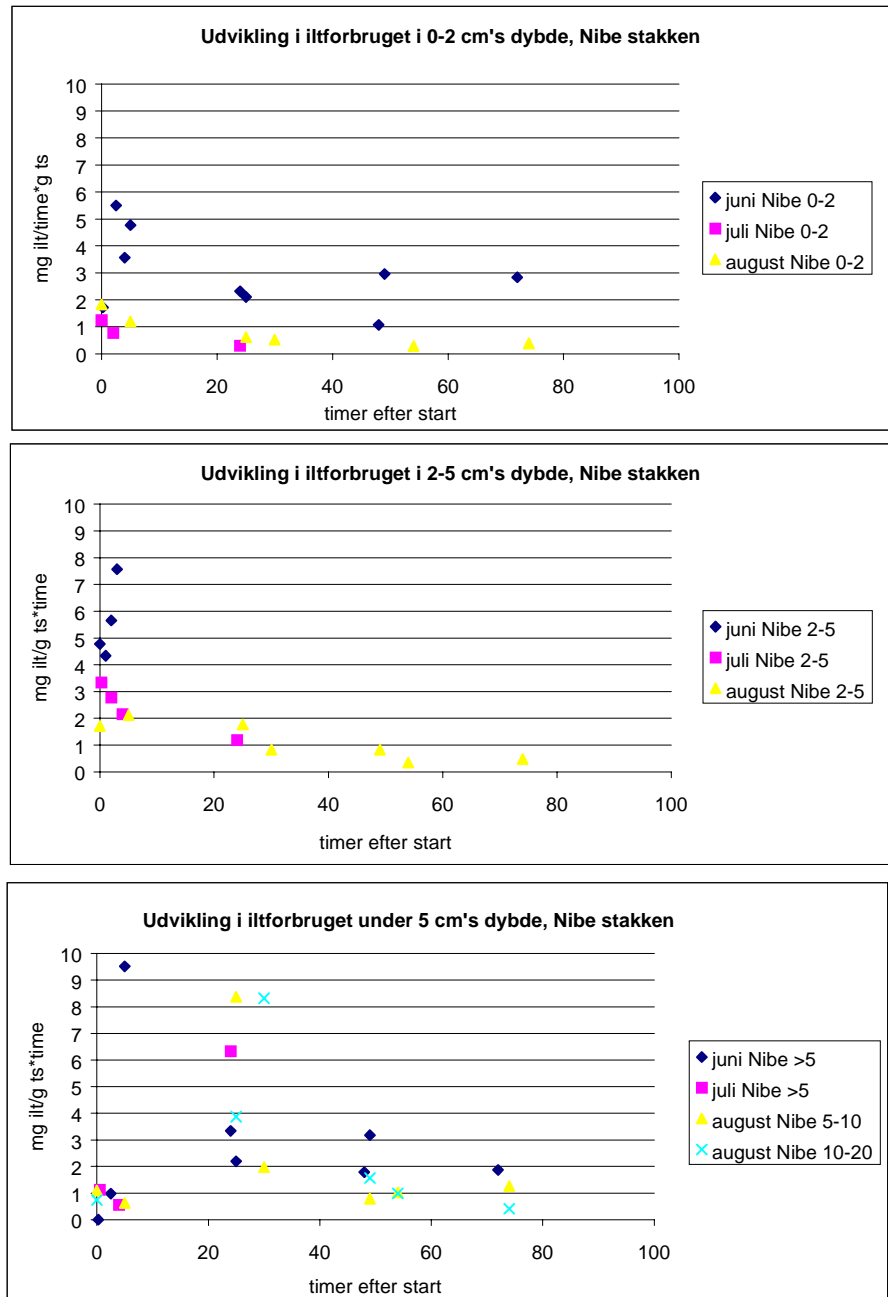 Udvikling i iltforbruget i 0-2 cm's dybde, Nibe stakken
10
9
8
7
6
5
4
3
2
1
0
mg ilt/time*g ts
0 20 40 60 80 100
timer efter start
juni Nibe 0-2
juli Nibe 0-2
august Nibe 0-2
Udvikling i iltforbruget i 2-5 cm's dybde, Nibe stakken
10
9
8
7
6
5
4
3
2
1
0
mg ilt/g ts*time
0 20 40 60 80 100
timer efter start
juni Nibe 2-5
juli Nibe 2-5
august Nibe 2-5
Udvikling i iltforbruget under 5 cm's dybde, Nibe stakken
10
9
8
7
6
5
4
3
2
1
0
mg ilt/g ts*time
0 20 40 60 80 100
timer efter start
juni Nibe >5
juli Nibe >5
august Nibe 5-10
august Nibe 10-20